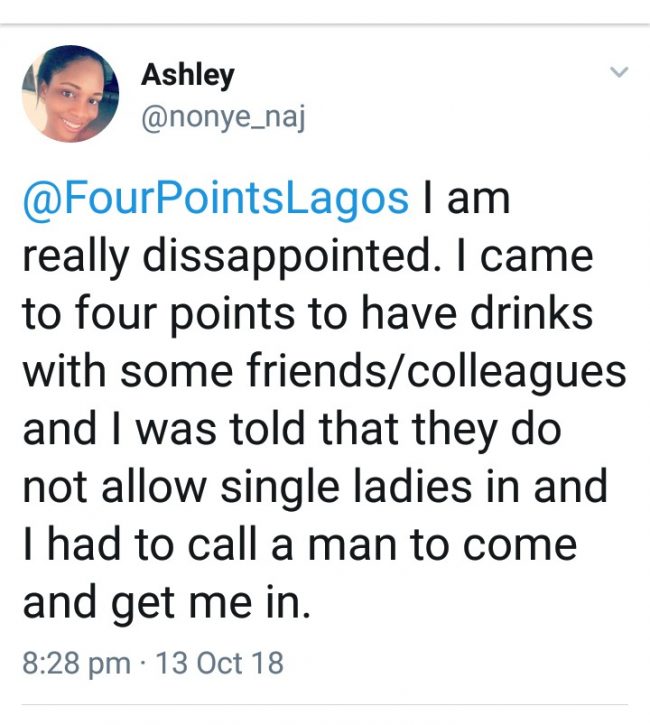 Ashley
@nonye_naj
@FourPointsLagos I am
really dissappointed. I came
to four points to have drinks
with some friends/colleagues
and I was told that they do
not allow single ladies in and
I had to call a man to come
and get me in.
8:28 pm · 13 Oct 18